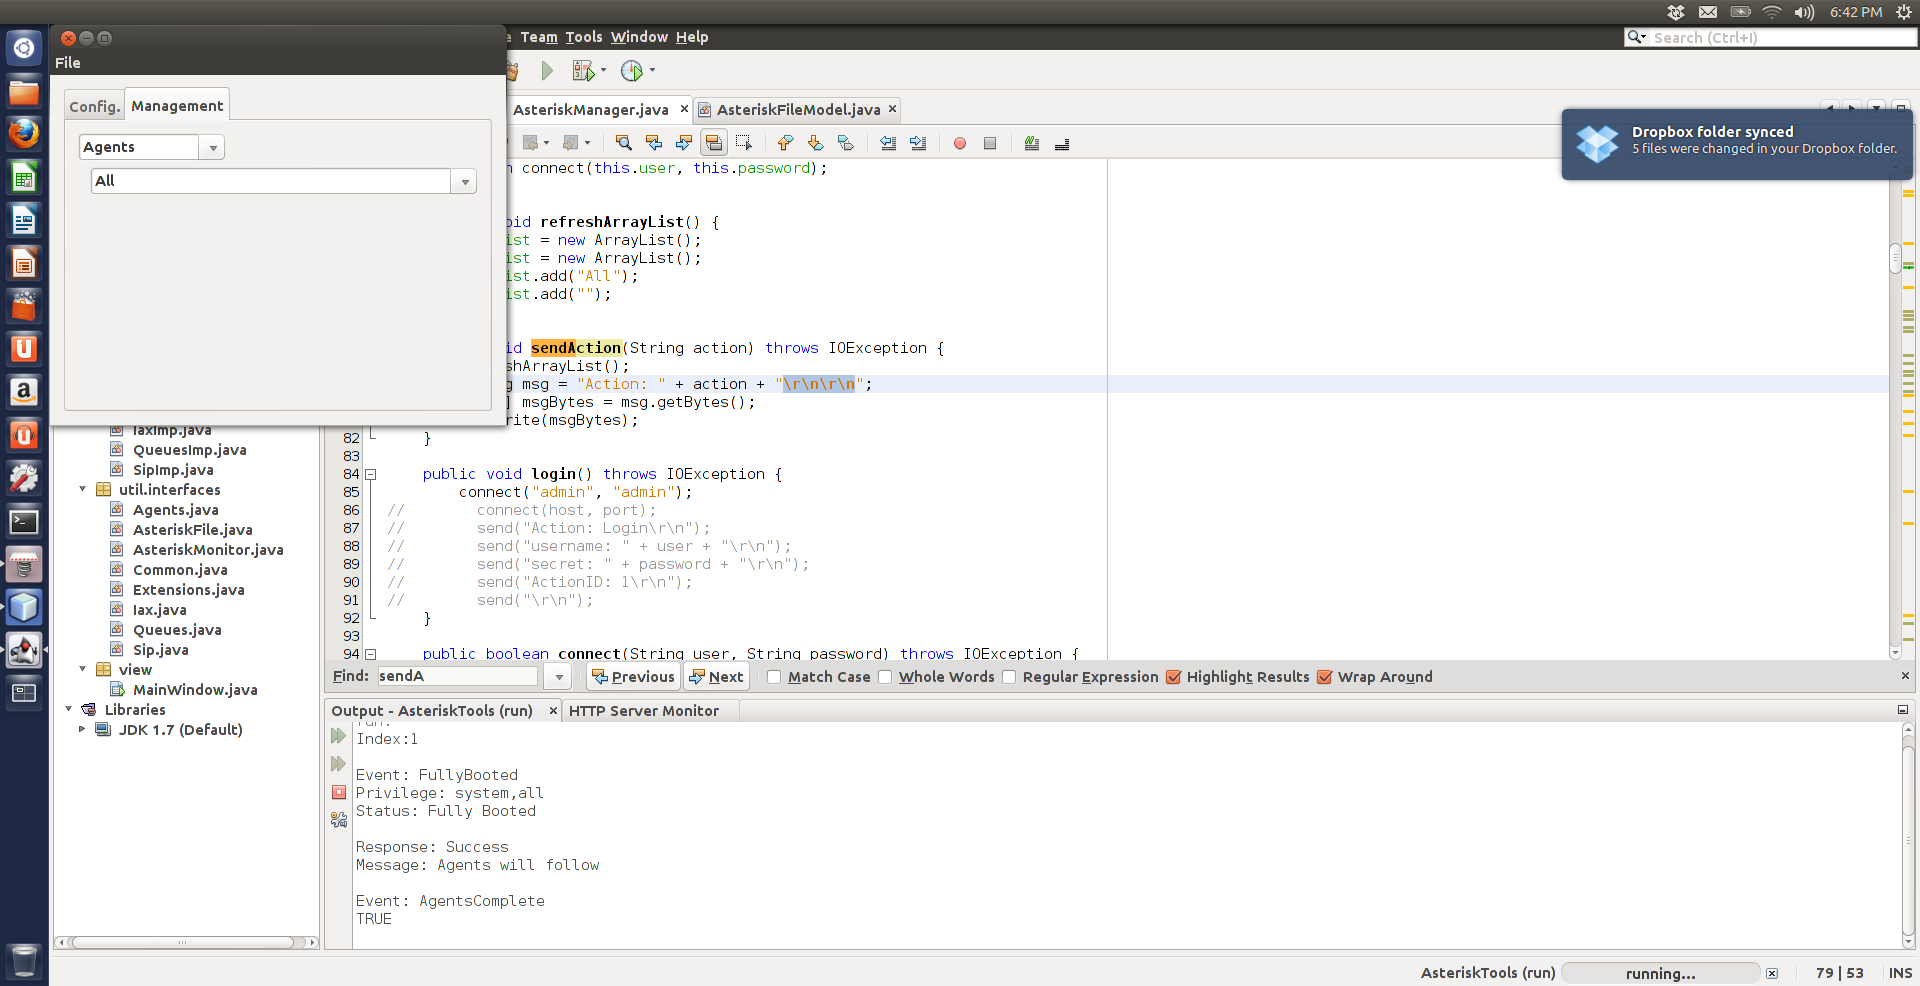 6:42 PM
Team Tools Window Help
Search (Ctrl+I)
File
Config. Management
Agents
All
AsteriskManager.java × AsteriskFileModel.java ×
Dropbox folder synced
5 files were changed in your Dropbox folder.
connect(this.user, this.password);
oid refreshArrayList() {
ist = new ArrayList();
ist = new ArrayList();
ist.add("All");
ist.add("");
id sendAction(String action) throws IOException {
shArrayList();
g msg = "Action: " + action + "\r\n\r\n";
] msgBytes = msg.getBytes();
rite(msgBytes);
82 }
83
84 public void login() throws IOException {
85 connect("admin", "admin");
86 // connect(host, port);
87 // send("Action: Login\r\n");
88 // send("username: " + user + "\r\n");
89 // send("secret: " + password + "\r\n");
90 // send("ActionID: 1\r\n");
91 // send("\r\n");
92 }
93
94 public boolean connect(String user, String password) throws IOException {
IaxImp.java
QueuesImp.java
SipImp.java
util.interfaces
Agents.java
AsteriskFile.java
AsteriskMonitor.java
Common.java
Extensions.java
Iax.java
Queues.java
Sip.java
view
MainWindow.java
Libraries
JDK 1.7 (Default)
Find: sendA Previous Next Match Case Whole Words Regular Expression Highlight Results Wrap Around
Output - AsteriskTools (run) × HTTP Server Monitor
run:
Index:1
Event: FullyBooted
Privilege: system,all
Status: Fully Booted
Response: Success
Message: Agents will follow
Event: AgentsComplete
TRUE
AsteriskTools (run) running... 79 | 53 INS